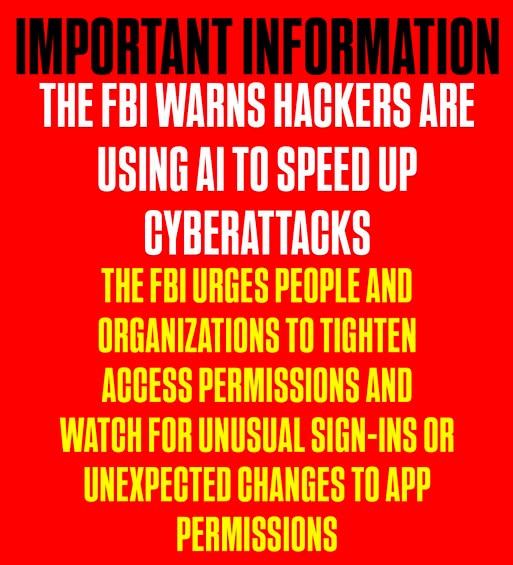 IMPORTANT INFORMATION
THE FBI WARNS HACKERS ARE
USING AI TO SPEED UP
CYBERATTACKS
THE FBI URGES PEOPLE AND
ORGANIZATIONS TO TIGHTEN
ACCESS PERMISSIONS AND
WATCH FOR UNUSUAL SIGN-INS OR
UNEXPECTED CHANGES TO APP
PERMISSIONS